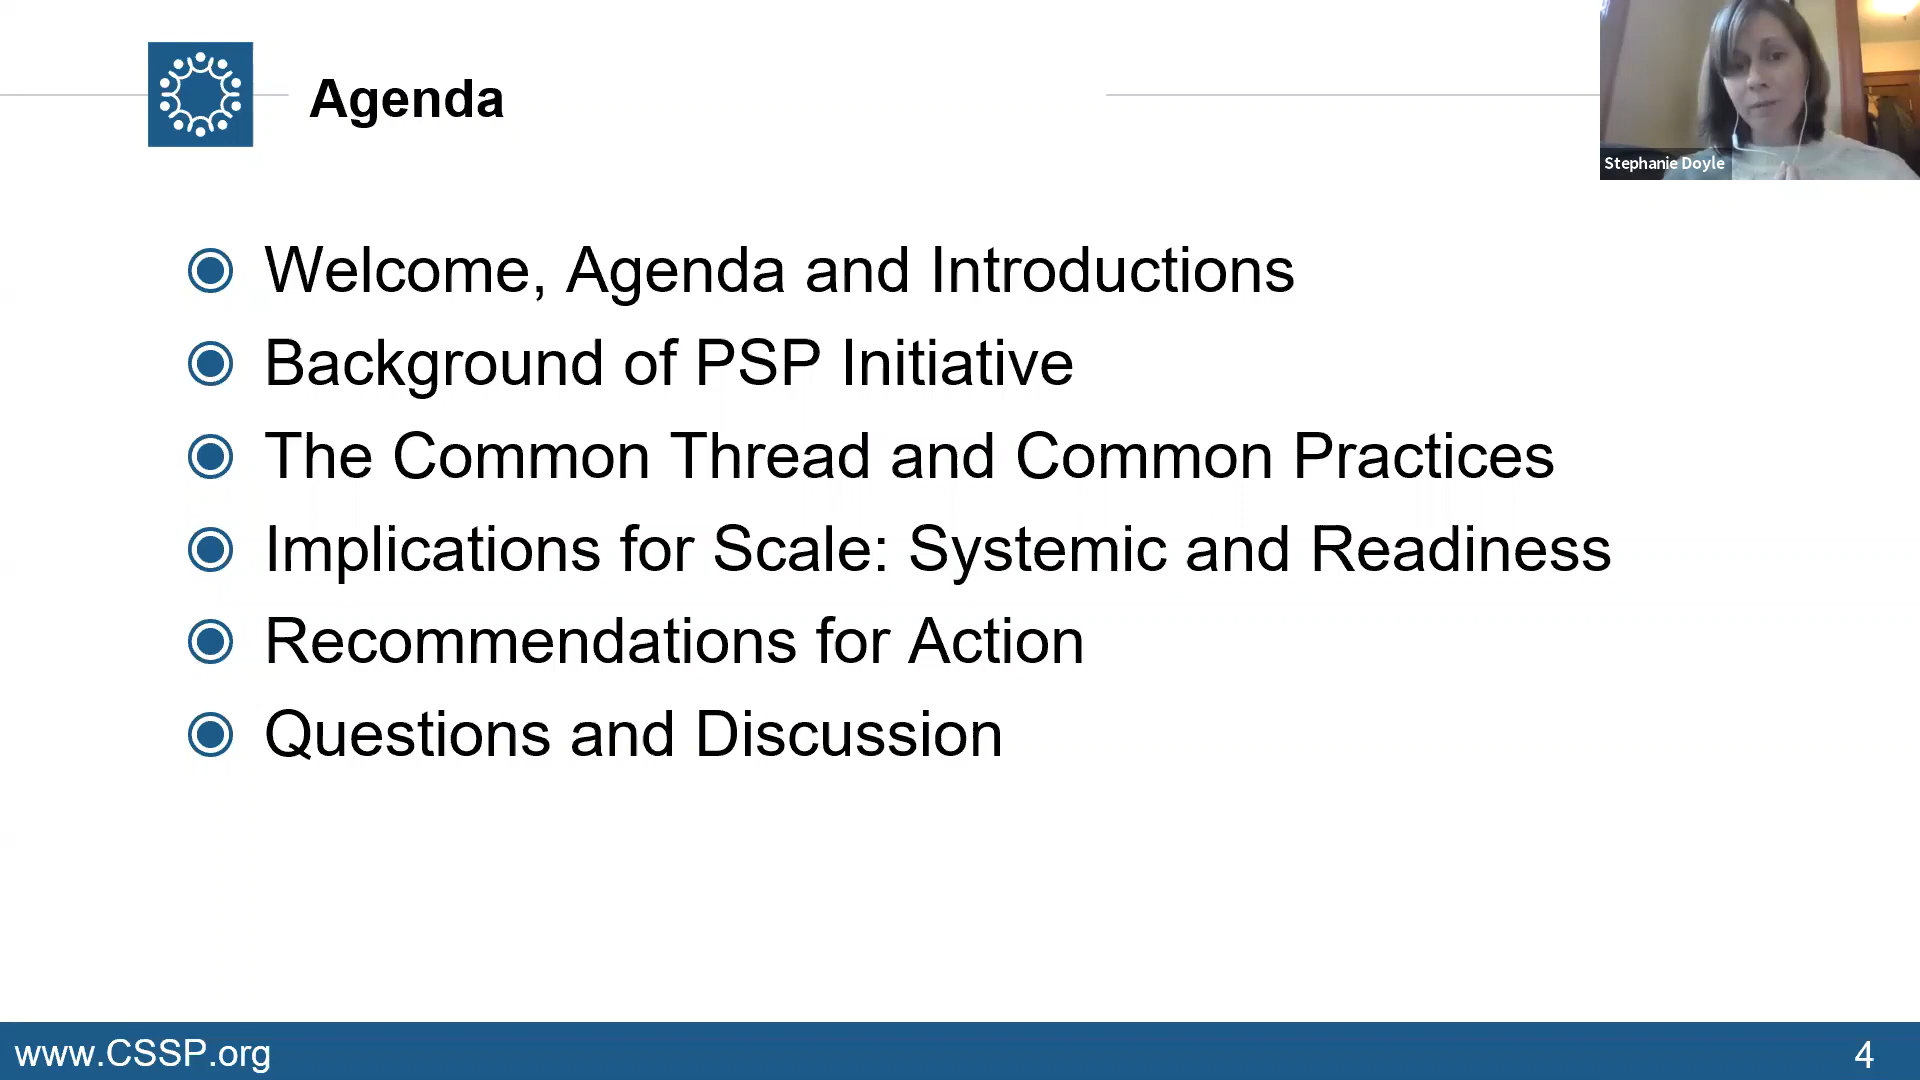 Agenda
Stephanie Doyle
Welcome, Agenda and Introductions
Background of PSP Initiative
The Common Thread and Common Practices
Implications for Scale: Systemic and Readiness
Recommendations for Action
Questions and Discussion
www.CSSP.org
4